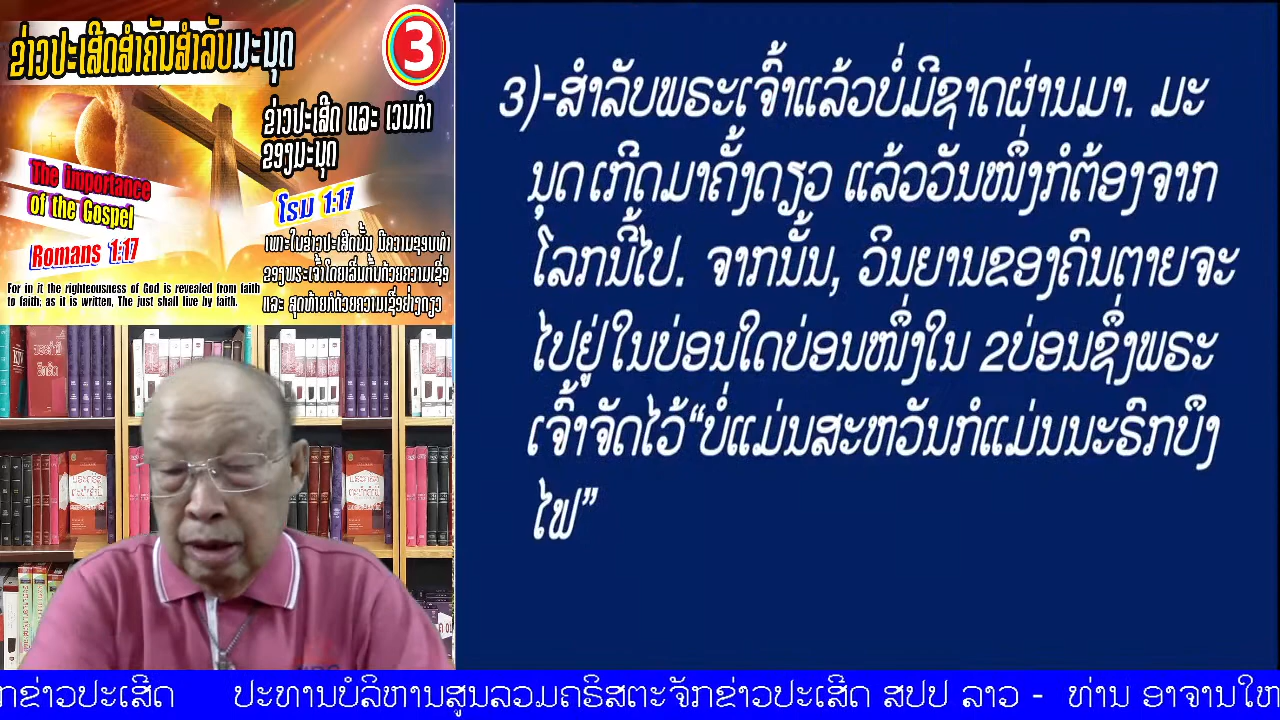 ຂ່າວປະເສີດສຳຄັນສຳລັບມະນຸດ
3
ຂ່າວປະເສີດ ແລະ ເວນກຳ
ຂອງມະນຸດ
The importance
of the Gospel
ໂຣມ 1:17
Romans 1:17
ເພາະໃນຂ່າວປະເສີດນັ້ນ ມີຄວາມຊອບທຳ
ຂອງພຣະເຈົ້າໂດຍເລີ່ມຕົ້ນດ້ວຍຄວາມເຊື່ອ
ແລະ ສຸດທ້າຍກໍດ້ວຍຄວາມເຊື່ອຢ່າງດຽວ
For in it the righteousness of God is revealed from faith
to faith; as it is written, The just shall live by faith.
3)-ສຳລັບພຣະເຈົ້າແລ້ວບໍ່ມີຊາດຜ່ານມາ. ມະ
ນຸດ ເກີດມາຄັ້ງດຽວ ແລ້ວວັນໜຶ່ງກໍຕ້ອງຈາກ
ໂລກນີ້ໄປ. ຈາກນັ້ນ, ວິນຍານຂອງຄົນຕາຍຈະ
ໄປຢູ່ໃນບ່ອນໃດບ່ອນໜຶ່ງໃນ 2ບ່ອນຊຶ່ງພຣະ
ເຈົ້າຈັດໄວ້“ບໍ່ແມ່ນສະຫວັນກໍແມ່ນນະຣົກບຶງ
ໄຟ”
ກຂ່າວປະເສີດ ປະທານບໍລິຫານສູນລວມຄຣິສຕະຈັກຂ່າວປະເສີດ ສປປ ລາວ - ທ່ານ ອາຈານໃຫ